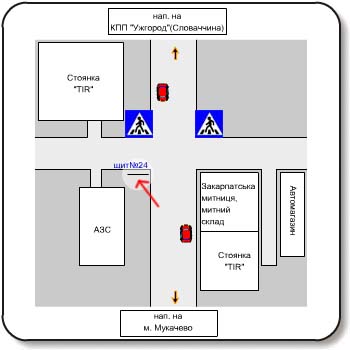 нап. на
КПП "Ужгород"(Словаччина)
Стоянка
"TIR"
щит№24
Закарпатська
митниця,
митний
склад
Автомагазин
АЗС
Стоянка
"TIR"
нап. на
м. Мукачево